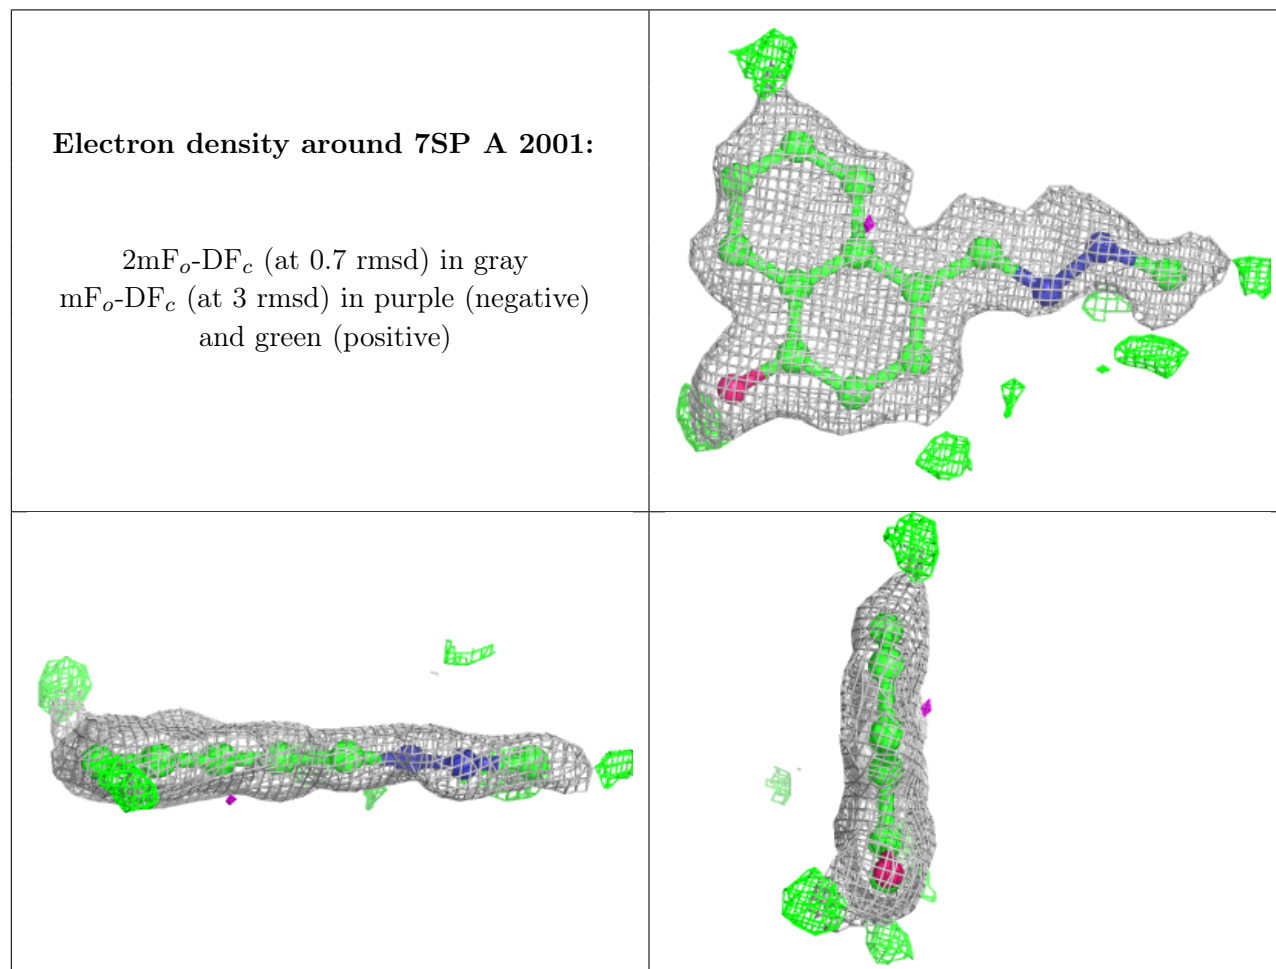 Electron density around 7SP A 2001:
2mFo-DFc (at 0.7 rmsd) in gray
mFo-DFc (at 3 rmsd) in purple (negative)
and green (positive)